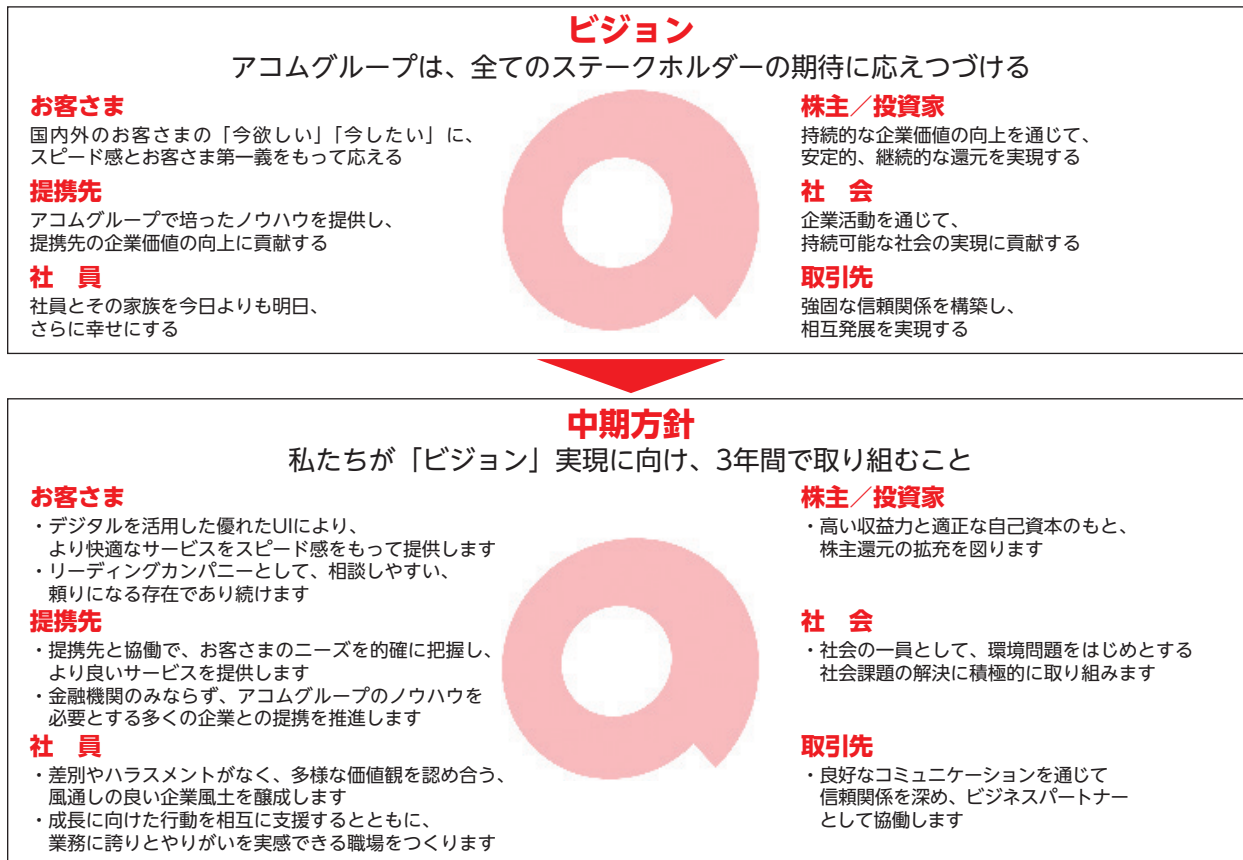 ビジョン
アコムグループは、全てのステークホルダーの期待に応えつづける
お客さま
国内外のお客さまの「今欲しい」「今したい」に、
スピード感とお客さま第一義をもって応える
提携先
アコムグループで培ったノウハウを提供し、
提携先の企業価値の向上に貢献する
社　員
社員とその家族を今日よりも明日、
さらに幸せにする
株主／投資家
持続的な企業価値の向上を通じて、
安定的、継続的な還元を実現する
社　会
企業活動を通じて、
持続可能な社会の実現に貢献する
取引先
強固な信頼関係を構築し、
相互発展を実現する
中期方針
私たちが「ビジョン」実現に向け、3年間で取り組むこと
お客さま
・デジタルを活用した優れたUIにより、
より快適なサービスをスピード感をもって提供します
・リーディングカンパニーとして、相談しやすい、
頼りになる存在であり続けます
提携先
・提携先と協働で、お客さまのニーズを的確に把握し、
より良いサービスを提供します
・金融機関のみならず、アコムグループのノウハウを
必要とする多くの企業との提携を推進します
社　員
・差別やハラスメントがなく、多様な価値観を認め合う、
風通しの良い企業風土を醸成します
・成長に向けた行動を相互に支援するとともに、
業務に誇りとやりがいを実感できる職場をつくります
株主／投資家
・高い収益力と適正な自己資本のもと、
株主還元の拡充を図ります
社　会
・社会の一員として、環境問題をはじめとする
社会課題の解決に積極的に取り組みます
取引先
・良好なコミュニケーションを通じて
信頼関係を深め、ビジネスパートナー
として協働します